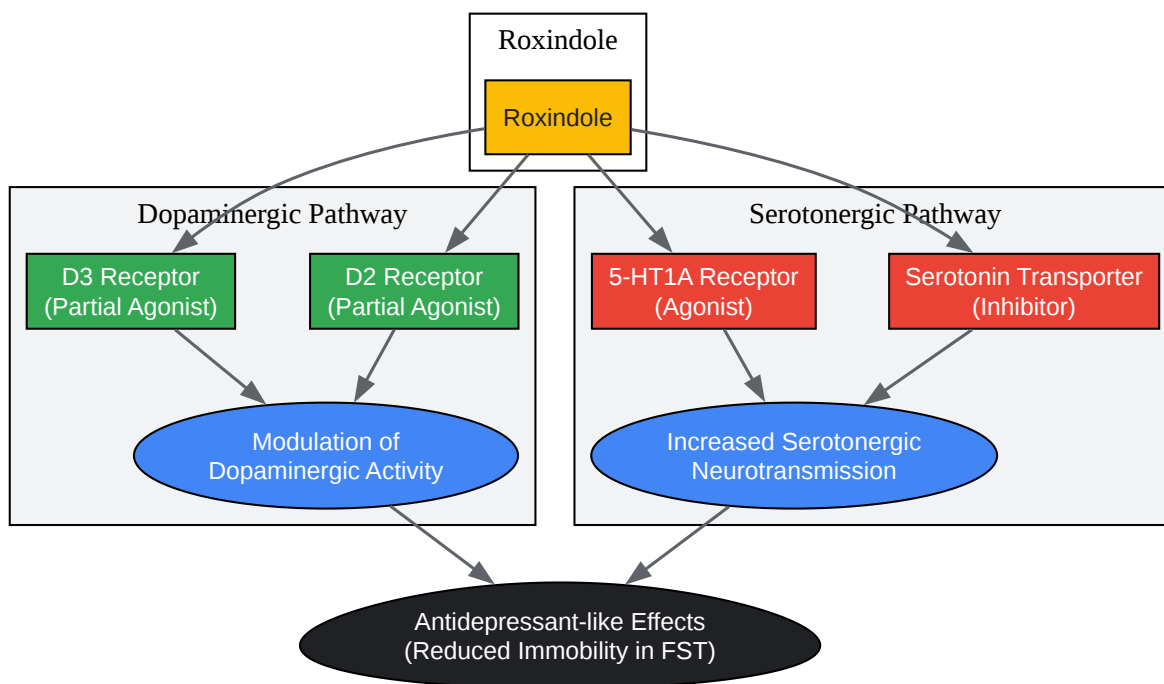 Roxindole
Roxindole
Dopaminergic Pathway
Serotonergic Pathway
D3 Receptor
(Partial Agonist)
D2 Receptor
(Partial Agonist)
5-HT1A Receptor
(Agonist)
Serotonin Transporter
(Inhibitor)
Modulation of
Dopaminergic Activity
Increased Serotonergic
Neurotransmission
Antidepressant-like Effects
(Reduced Immobility in FST)